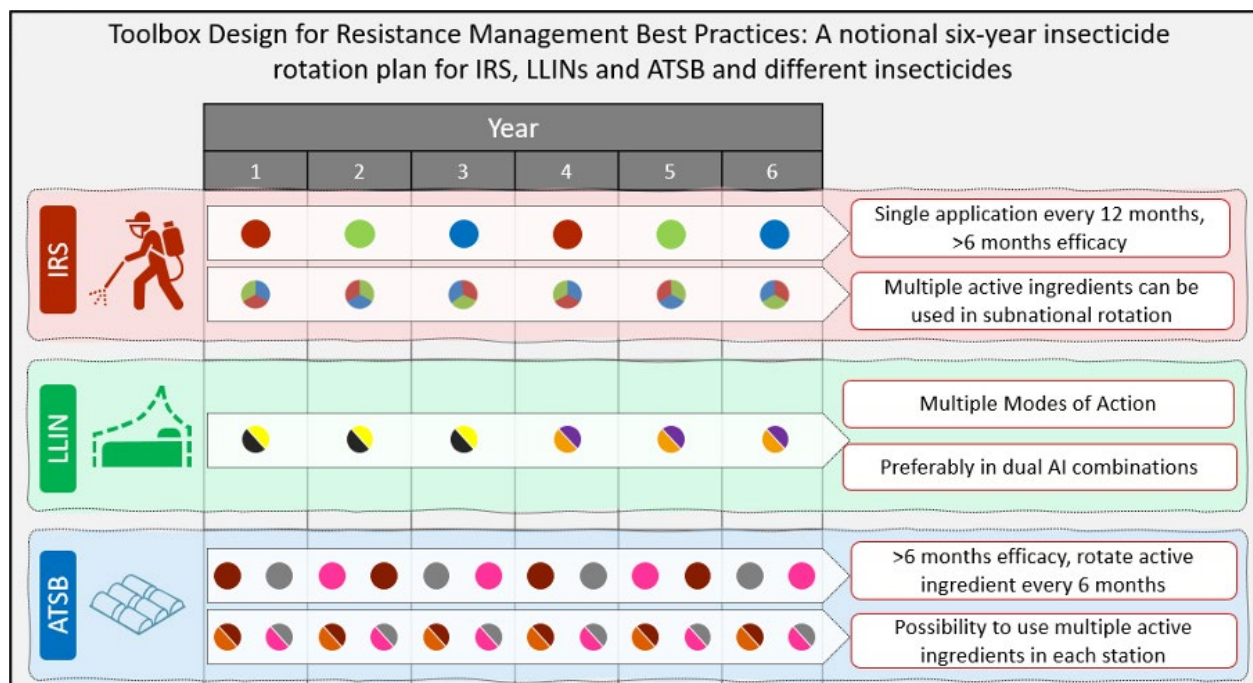 Toolbox Design for Resistance Management Best Practices: A notional six-year insecticide
rotation plan for IRS, LLINs and ATSB and different insecticides
Year
1 2 3 4 5 6
IRS
Single application every 12 months,
>6 months efficacy
Multiple active ingredients can be
used in subnational rotation
LLIN
Multiple Modes of Action
Preferably in dual AI combinations
ATSB
>6 months efficacy, rotate active
ingredient every 6 months
Possibility to use multiple active
ingredients in each station